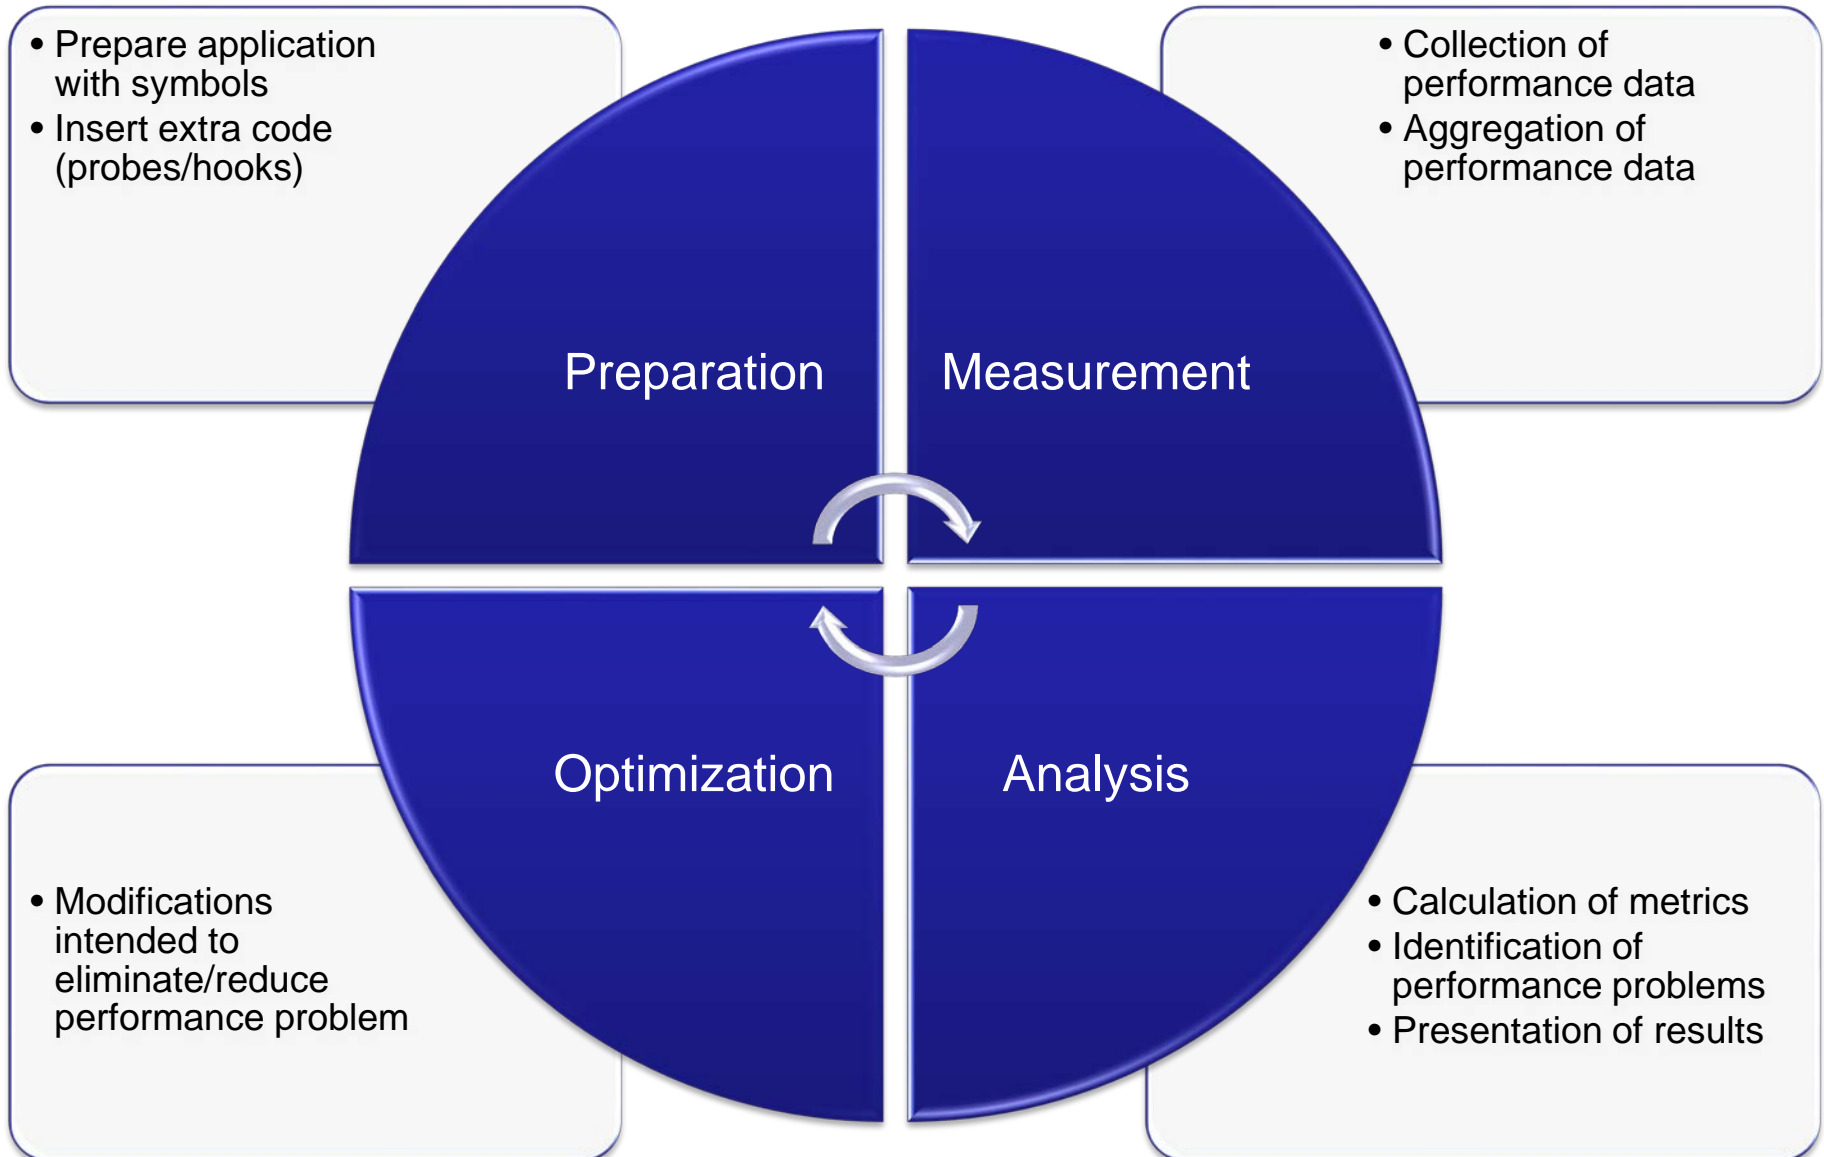 • Prepare application
with symbols
• Insert extra code
(probes/hooks)
• Collection of
performance data
• Aggregation of
performance data
Preparation
Measurement
Optimization
Analysis
• Modifications
intended to
eliminate/reduce
performance problem
• Calculation of metrics
• Identification of
performance problems
• Presentation of results